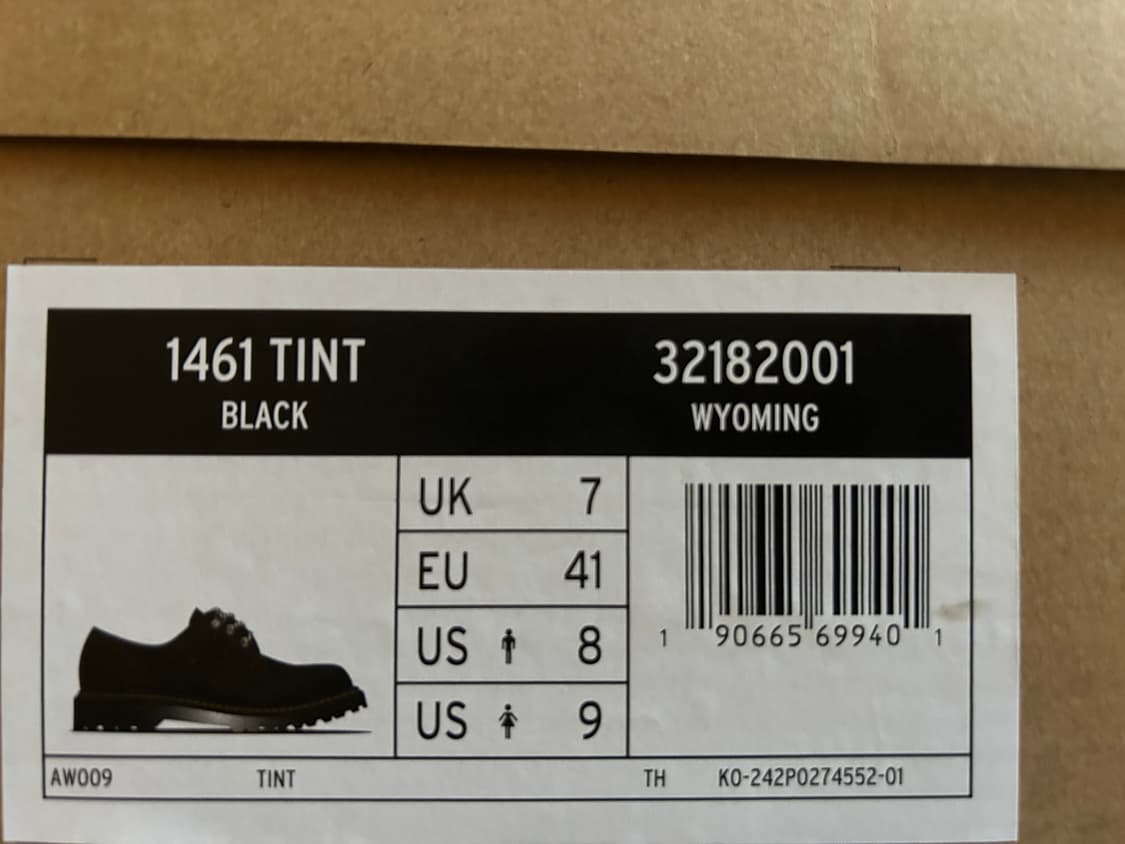 1461 TINT
BLACK
32182001
WYOMING
UK 7
EU 41
US 8
US 9
1 90665 69940 1
AW009 TINT TH KO-242P0274552-01